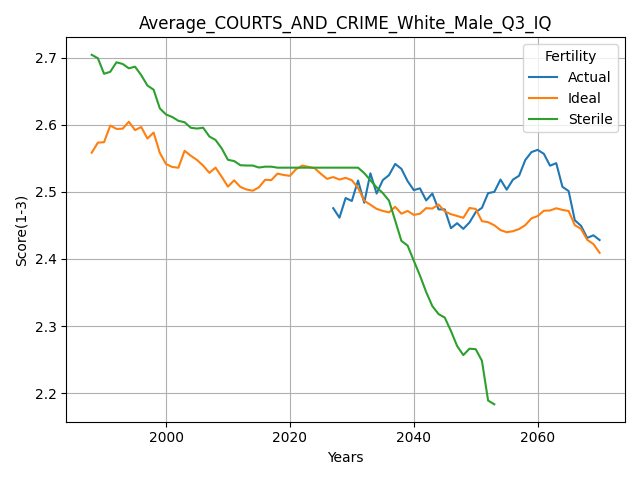 Average_COURTS_AND_CRIME_White_Male_Q3_IQ
Fertility
Actual
Ideal
Sterile
Score(1-3)
2.7
2.6
2.5
2.4
2.3
2.2
2000
2020
2040
2060
Years